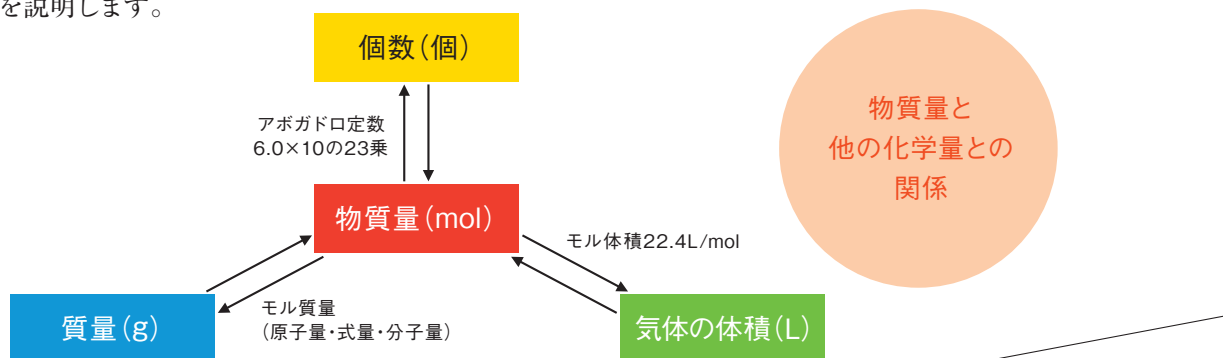 を説明します。
個数(個)
アボガドロ定数
6.0×10の23乗
物質量と
他の化学量との
関係
物質量(mol)
モル体積22.4L/mol
質量(g)
モル質量
(原子量・式量・分子量)
気体の体積(L)